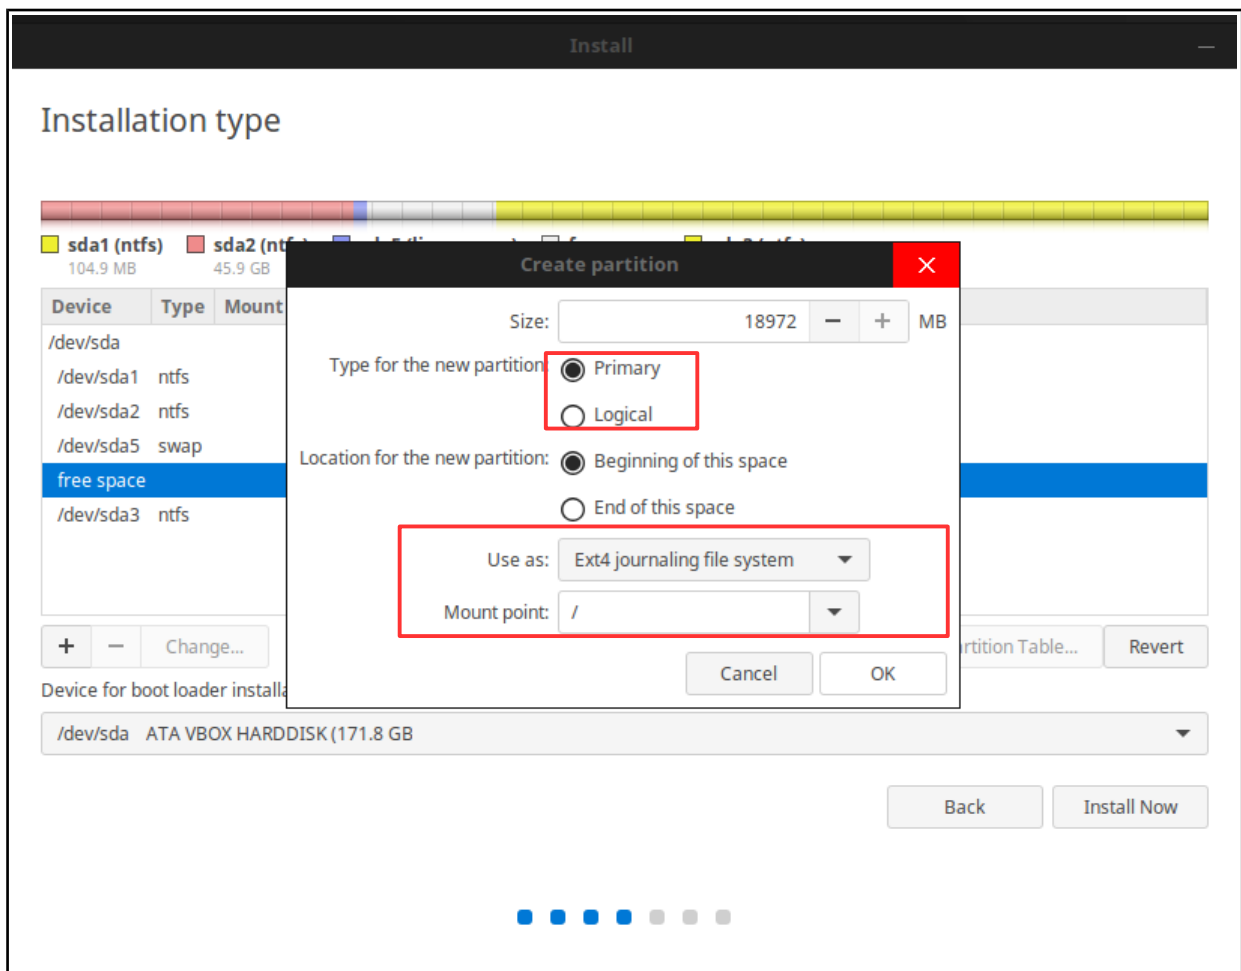 Install
Installation type
sda1 (ntfs) sda2 (ntfs)
104.9 MB 45.9 GB
Create partition
Device Type Mount
Size: 18972 MB
/dev/sda
Type for the new partition: Primary
/dev/sda1 ntfs
/dev/sda2 ntfs
Logical
/dev/sda5 swap
Location for the new partition: Beginning of this space
free space
End of this space
/dev/sda3 ntfs
Use as: Ext4 journaling file system
Mount point: /
+ − Change... rtition Table... Revert
Cancel OK
Device for boot loader installa
/dev/sda ATA VBOX HARDDISK (171.8 GB
Back Install Now